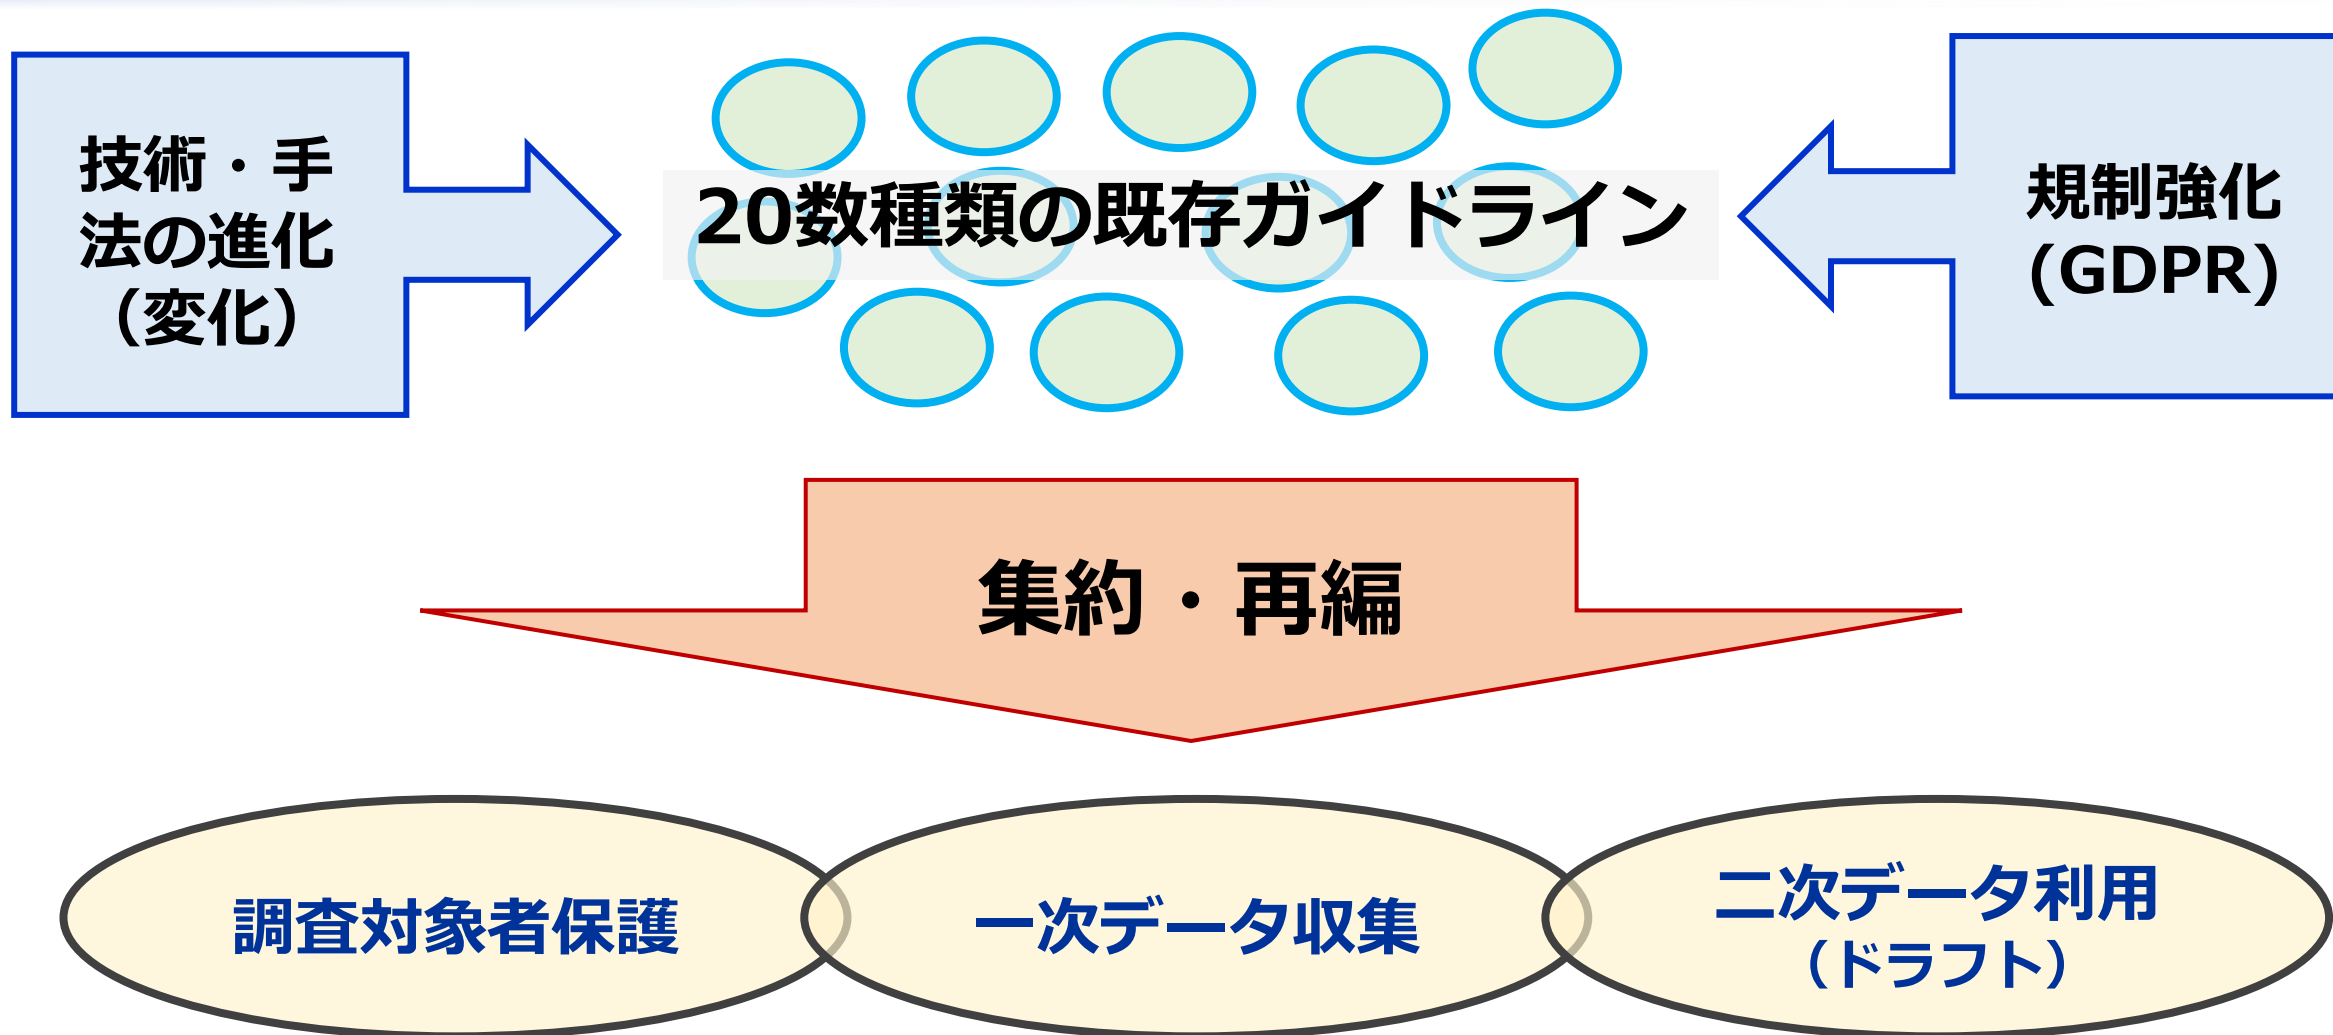 技術・手
法の進化
（変化）
20数種類の既存ガイドライン
規制強化
（GDPR）
集約・再編
調査対象者保護
一次データ収集
二次データ利用
（ドラフト）